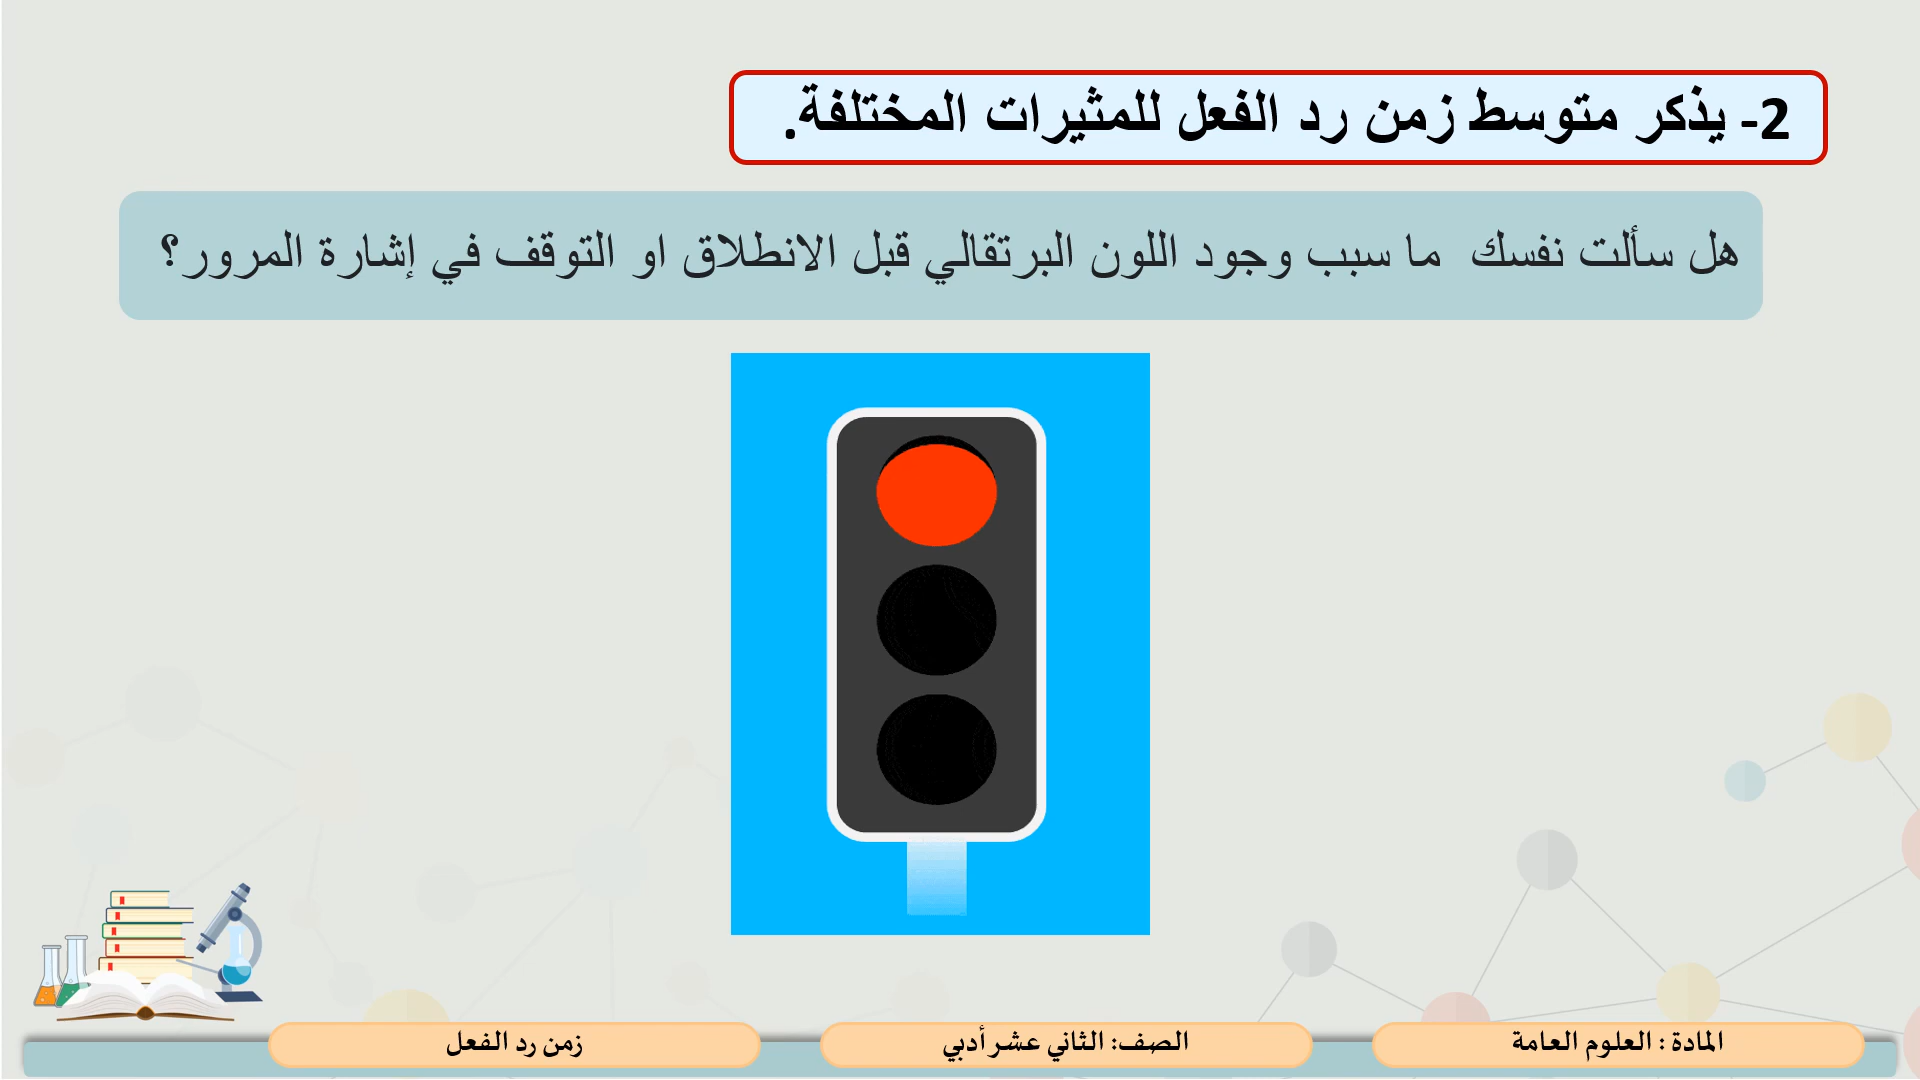 2- يذكر متوسط زمن رد الفعل للمثيرات المختلفة.
هل سألت نفسك ما سبب وجود اللون البرتقالي قبل الانطلاق او التوقف في إشارة المرور؟
المادة : العلوم العامة
الصف: الثاني عشر أدبي
زمن رد الفعل